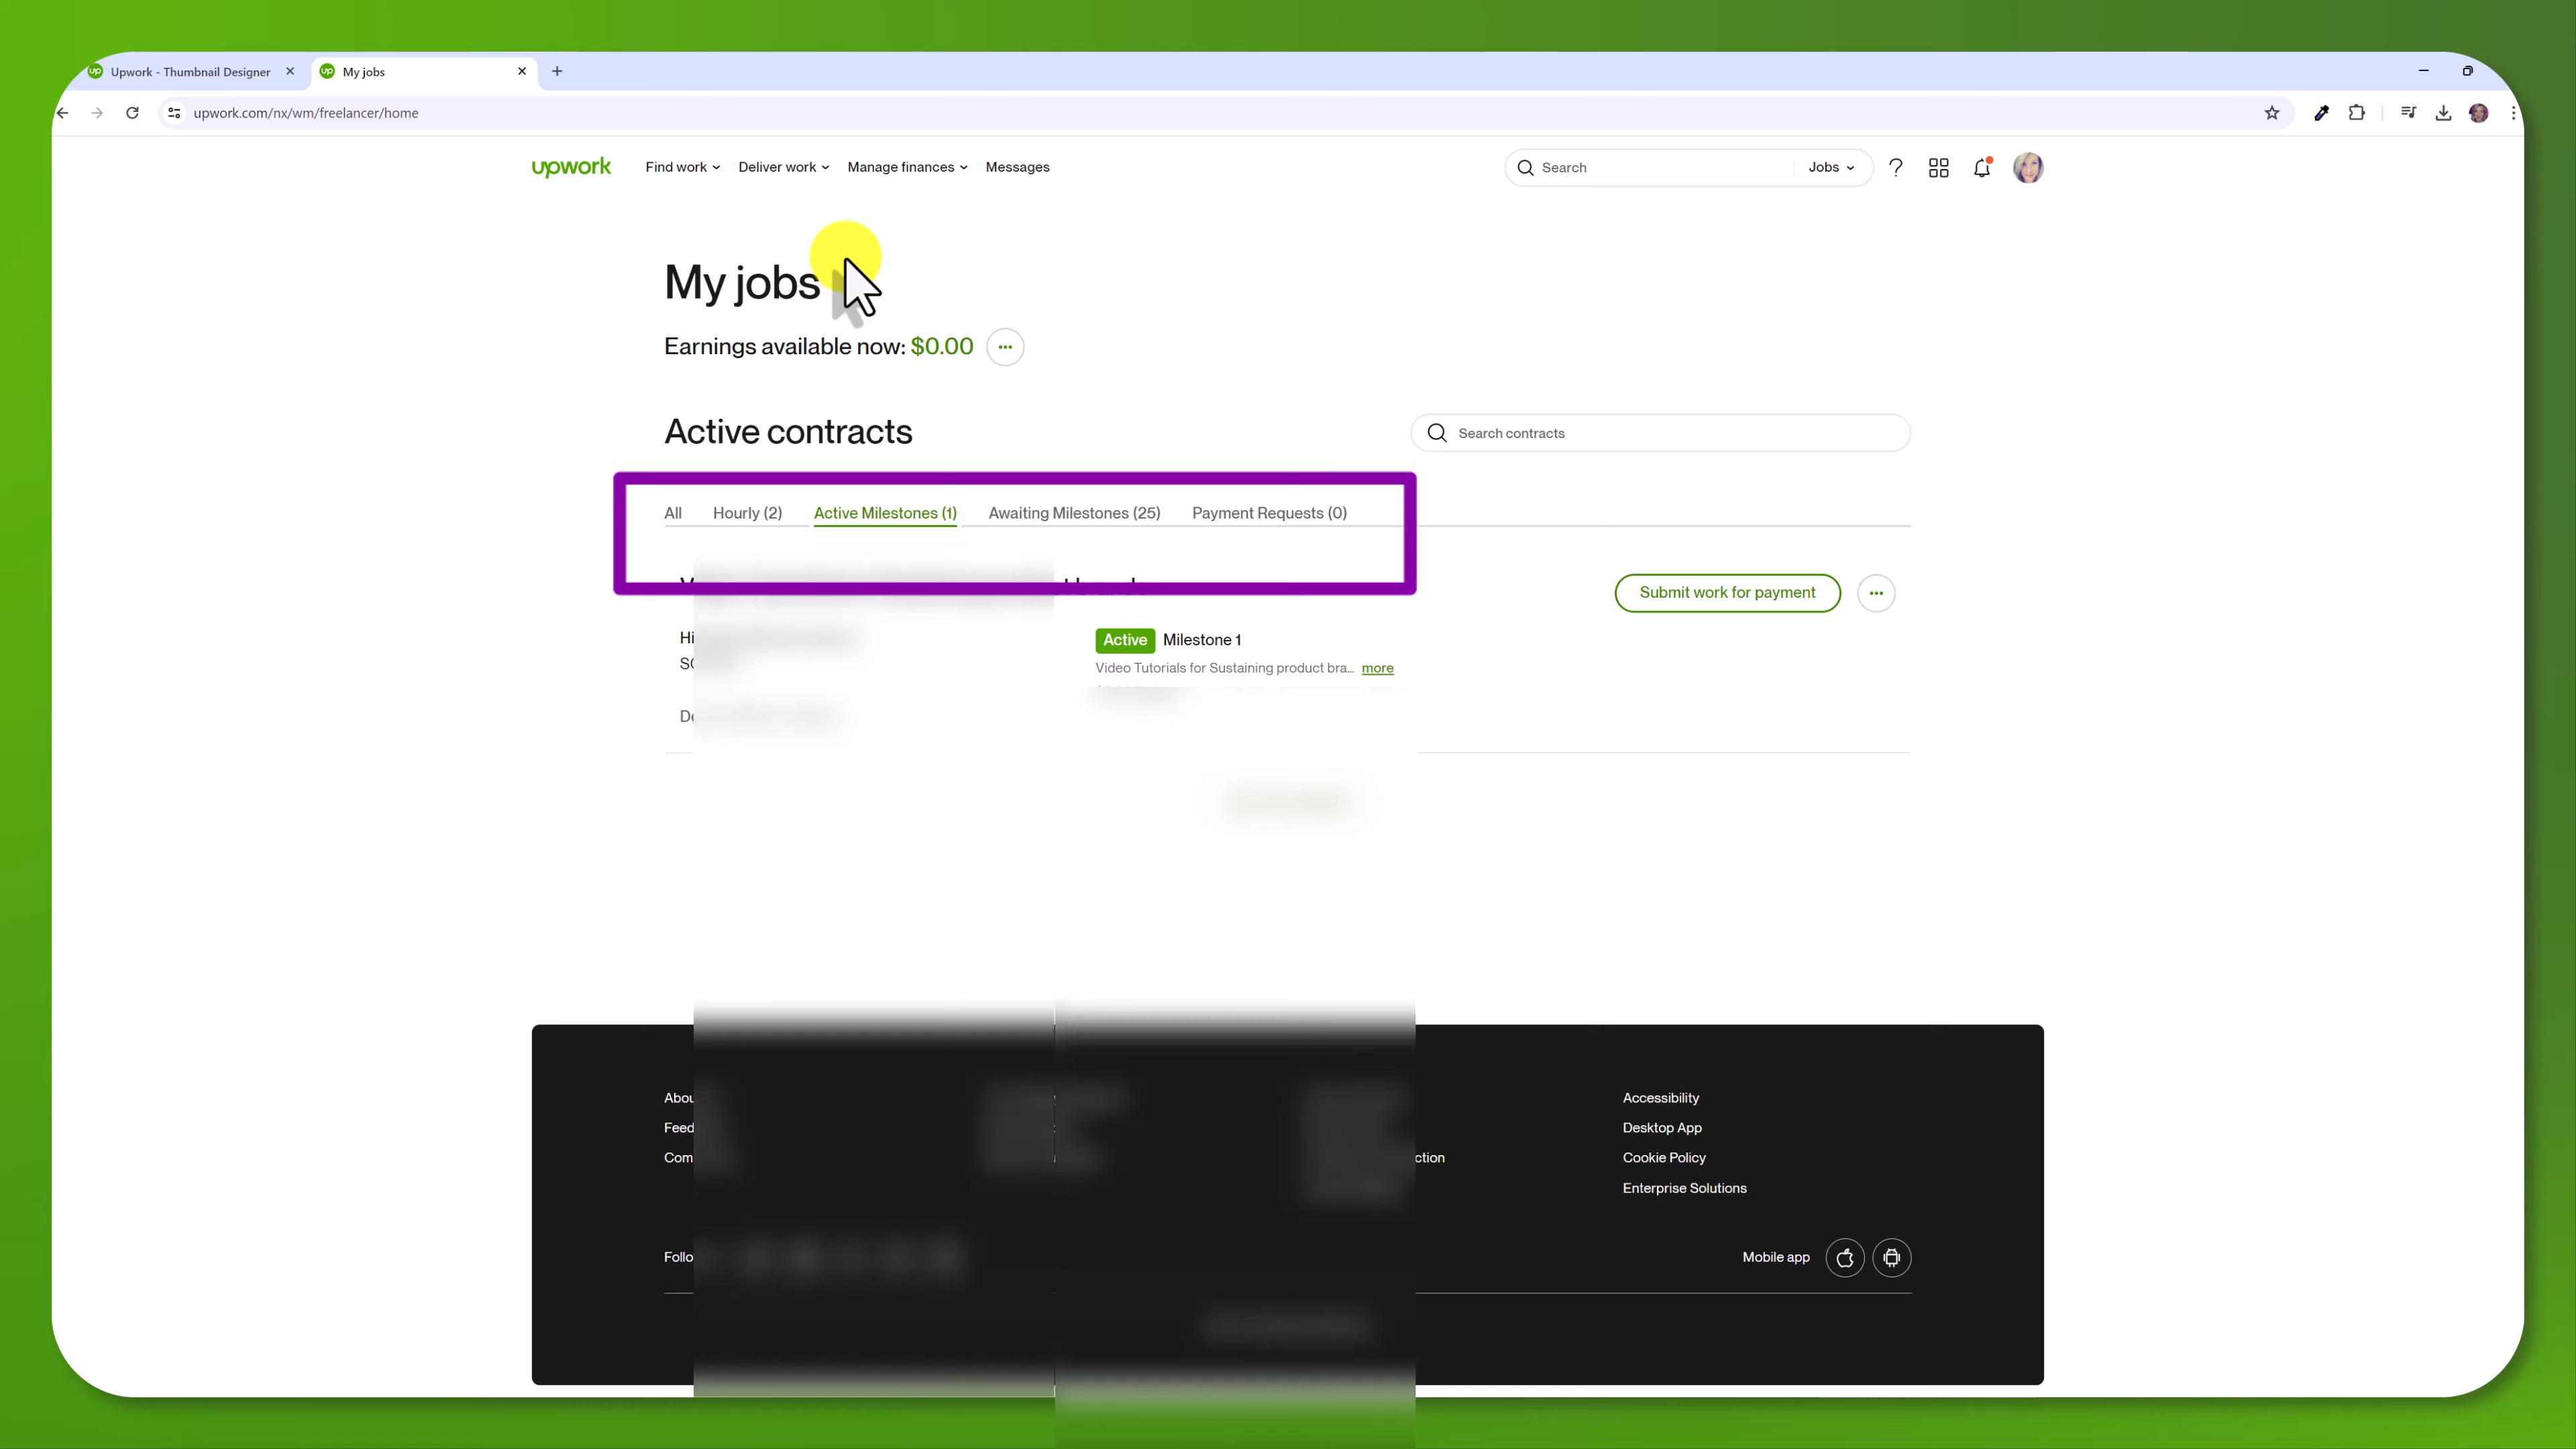 Upwork - Thumbnail Designer
My jobs
upwork.com/nx/wm/freelancer/home
upwork
Find work
Deliver work
Manage finances
Messages
Search
Jobs
My jobs
Earnings available now: $0.00
Active contracts
Search contracts
All
Hourly (2)
Active Milestones (1)
Awaiting Milestones (25)
Payment Requests (0)
Submit work for payment
Active Milestone 1
Video Tutorials for Sustaining product bra... more
Accessibility
Desktop App
Cookie Policy
Enterprise Solutions
Mobile app